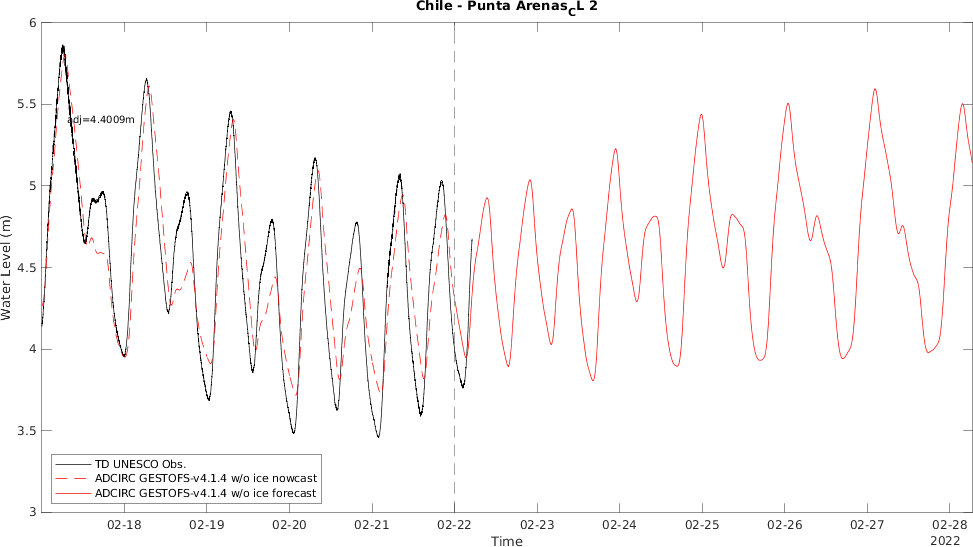 Chile - Punta Arenas_CL 2
6
5.5
5
4.5
4
3.5
3
Water Level (m)
adj=4.4009m
TD UNESCO Obs.
ADCIRC GESTOFS-v4.1.4 w/o ice nowcast
ADCIRC GESTOFS-v4.1.4 w/o ice forecast
02-18 02-19 02-20 02-21 02-22 02-23 02-24 02-25 02-26 02-27 02-28
Time 2022